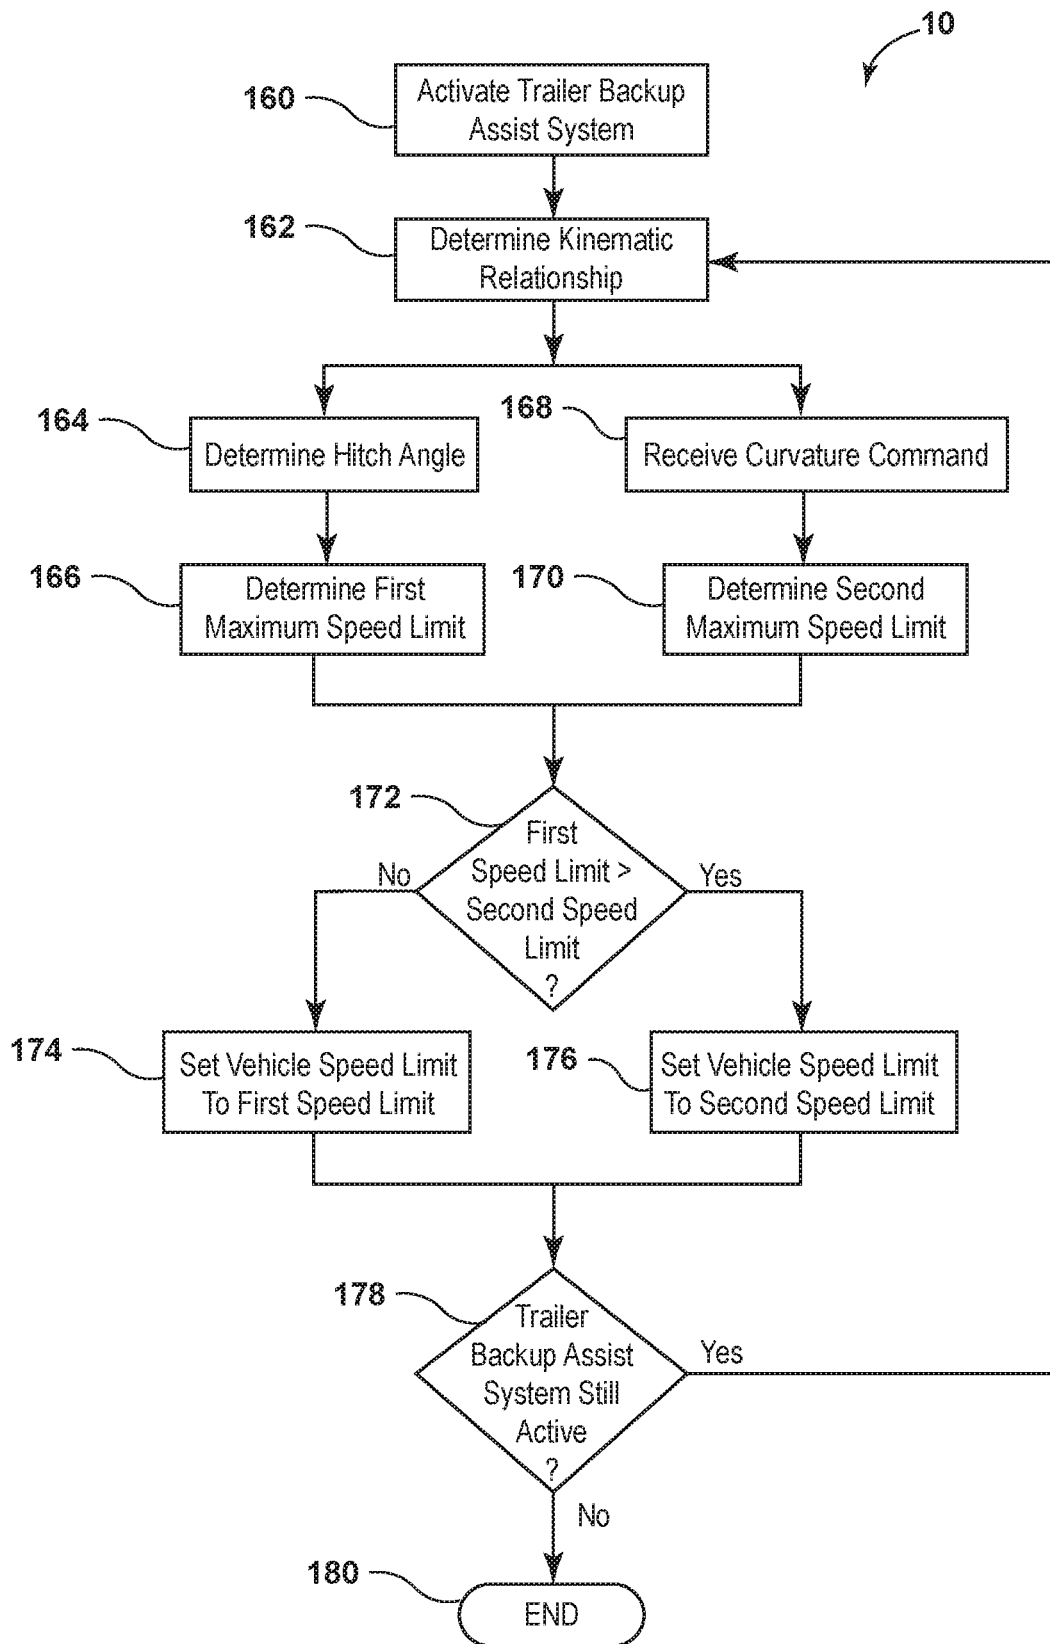 10
160
Activate Trailer Backup
Assist System
162
Determine Kinematic
Relationship
164
Determine Hitch Angle
168
Receive Curvature Command
166
Determine First
Maximum Speed Limit
170
Determine Second
Maximum Speed Limit
172
First
Speed Limit >
Second Speed
Limit
?
No
Yes
174
Set Vehicle Speed Limit
To First Speed Limit
176
Set Vehicle Speed Limit
To Second Speed Limit
178
Trailer
Backup Assist
System Still
Active
?
Yes
No
180
END